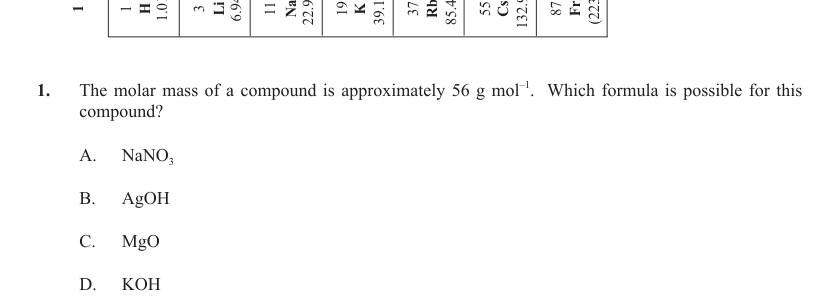 1
1 H 1.01
3 Li 6.94
11 Na 22.9
19 K 39.1
37 Rb 85.4
55 Cs 132.9
87 Fr (223
1. The molar mass of a compound is approximately 56 g mol⁻¹. Which formula is possible for this
compound?
A. NaNO₃
B. AgOH
C. MgO
D. KOH